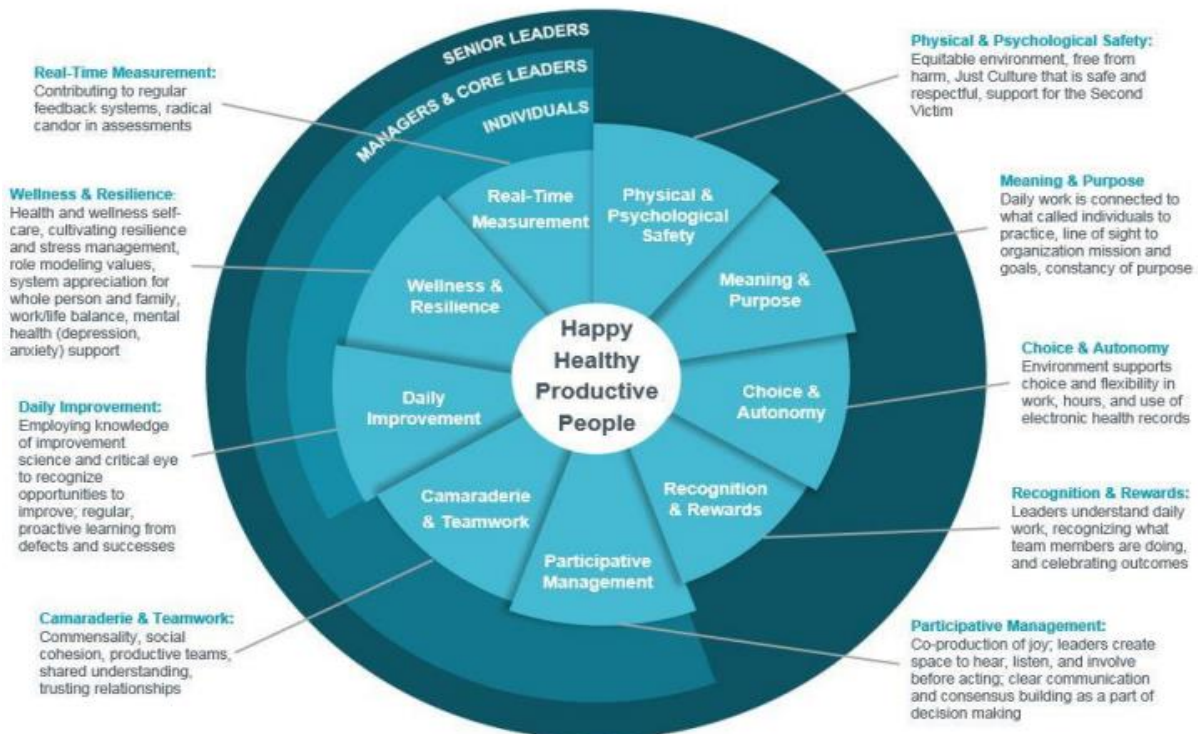 SENIOR LEADERS
MANAGERS & CORE LEADERS
INDIVIDUALS
Real-Time Measurement:
Contributing to regular
feedback systems, radical
candor in assessments
Wellness & Resilience:
Health and wellness self-
care, cultivating resilience
and stress management,
role modeling values,
system appreciation for
whole person and family,
work/life balance, mental
health (depression,
anxiety) support
Daily Improvement:
Employing knowledge
of improvement
science and critical eye
to recognize
opportunities to
improve; regular,
proactive learning from
defects and successes
Camaraderie & Teamwork:
Commensality, social
cohesion, productive teams,
shared understanding,
trusting relationships
Real-Time
Measurement
Physical &
Psychological
Safety
Wellness &
Resilience
Meaning &
Purpose
Happy
Healthy
Productive
People
Daily
Improvement
Choice &
Autonomy
Camaraderie
& Teamwork
Recognition
& Rewards
Participative
Management
Physical & Psychological Safety:
Equitable environment, free from
harm, Just Culture that is safe and
respectful, support for the Second
Victim
Meaning & Purpose
Daily work is connected to
what called individuals to
practice, line of sight to
organization mission and
goals, constancy of purpose
Choice & Autonomy
Environment supports
choice and flexibility in
work, hours, and use of
electronic health records
Recognition & Rewards:
Leaders understand daily
work, recognizing what
team members are doing,
and celebrating outcomes
Participative Management:
Co-production of joy; leaders create
space to hear, listen, and involve
before acting; clear communication
and consensus building as a part of
decision making